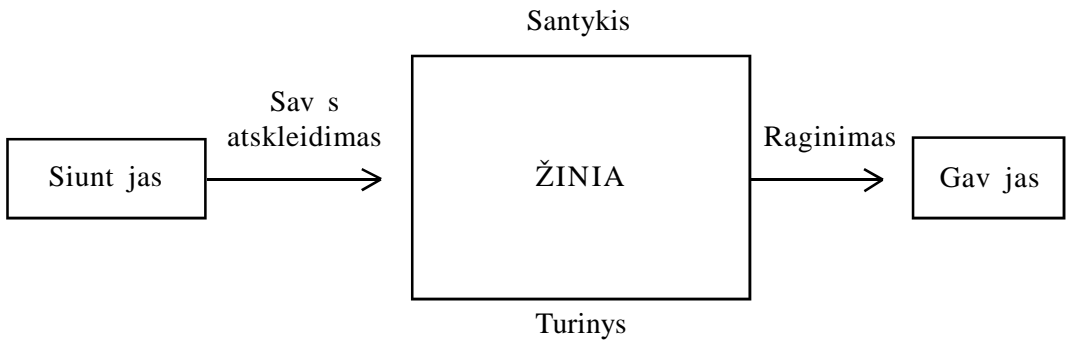 Santykis
Sav s
atskleidimas
Raginimas
Siunt jas
ŽINIA
Gav jas
Turinys